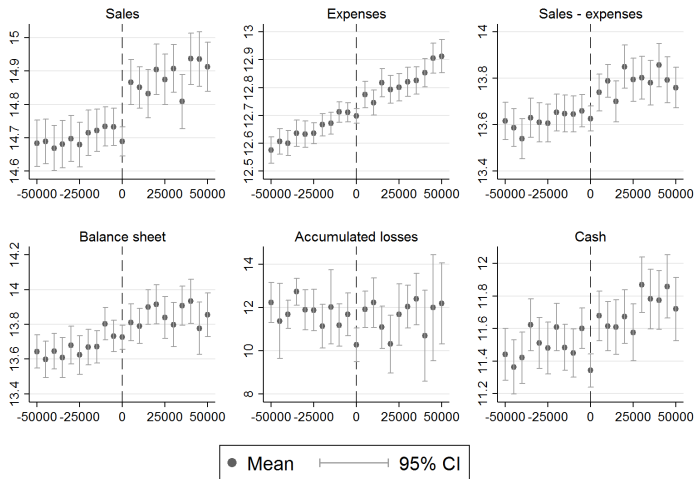 Sales
15
14.9
14.8
14.7
14.6
-50000 -25000 0 25000 50000
Expenses
13
12.9
12.8
12.7
12.6
12.5
-50000 -25000 0 25000 50000
Sales - expenses
14
13.8
13.6
13.4
-50000 -25000 0 25000 50000
Balance sheet
14.2
14
13.8
13.6
13.4
-50000 -25000 0 25000 50000
Accumulated losses
14
12
10
8
-50000 -25000 0 25000 50000
Cash
12
11.8
11.6
11.4
11.2
-50000 -25000 0 25000 50000
Mean 95% CI